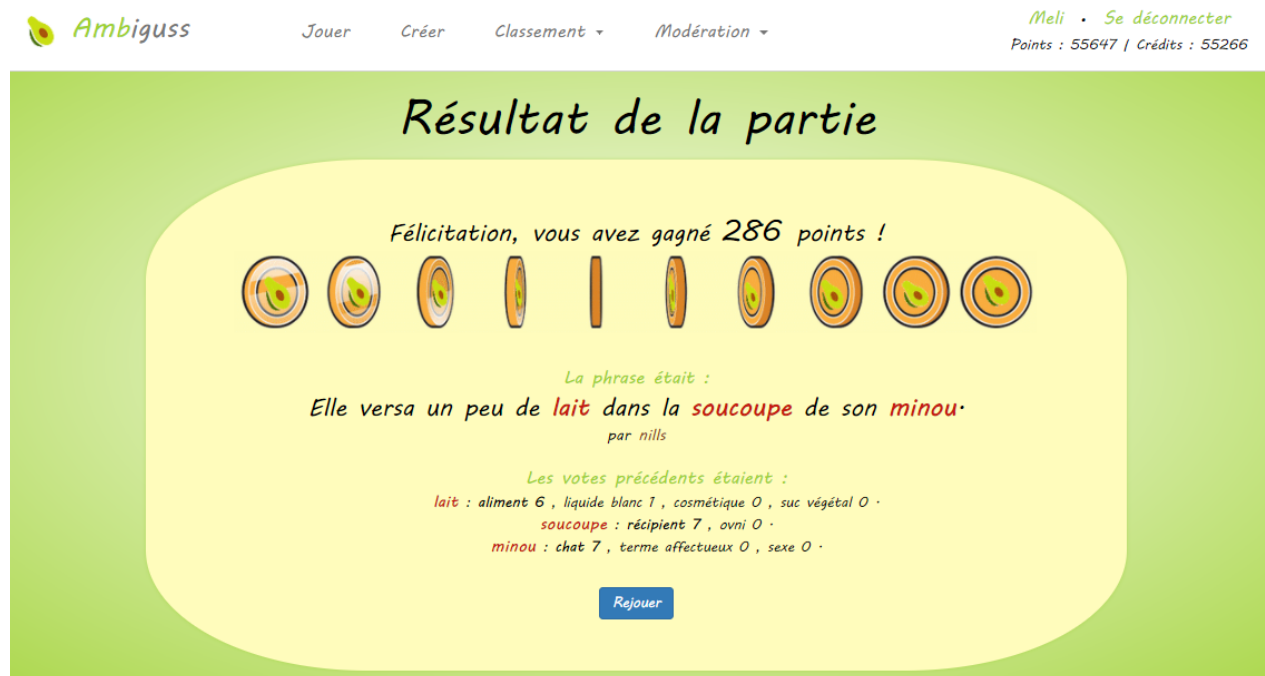 Ambiguss Jouer Créer Classement Modération Meli • Se déconnecter
Points : 55647 | Crédits : 55266
Résultat de la partie
Félicitation, vous avez gagné 286 points !
La phrase était :
Elle versa un peu de lait dans la soucoupe de son minou.
par nills
Les votes précédents étaient :
lait : aliment 6 , liquide blanc 1 , cosmétique 0 , suc végétal 0 .
soucoupe : récipient 7 , ovni 0 .
minou : chat 7 , terme affectueux 0 , sexe 0 .
Rejouer